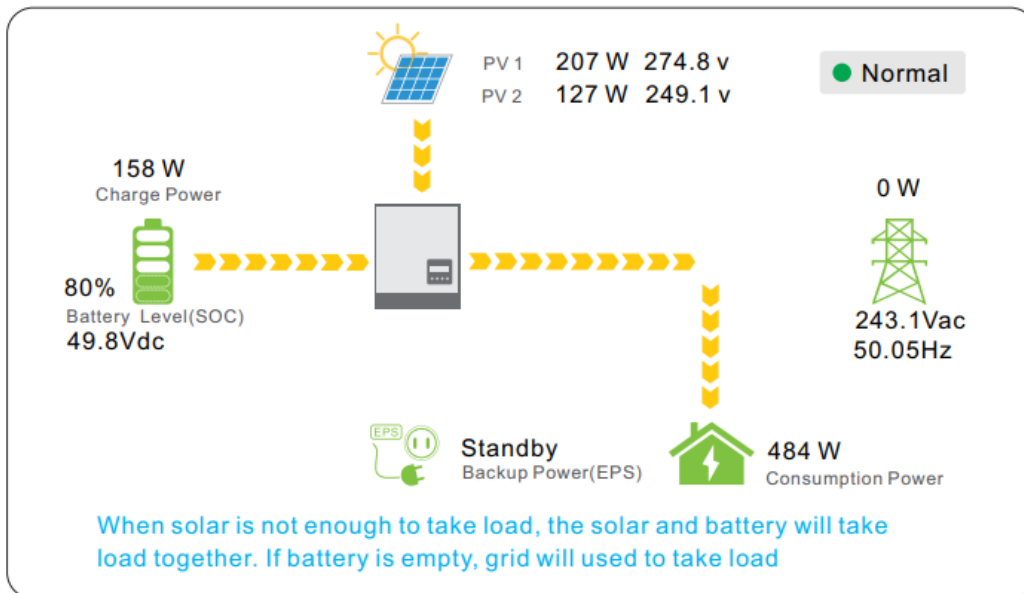 PV 1 207 W 274.8 v
PV 2 127 W 249.1 v
Normal
158 W
Charge Power
80%
Battery Level(SOC)
49.8Vdc
0 W
243.1Vac
50.05Hz
EPS
Standby
Backup Power(EPS)
484 W
Consumption Power
When solar is not enough to take load, the solar and battery will take
load together. If battery is empty, grid will used to take load